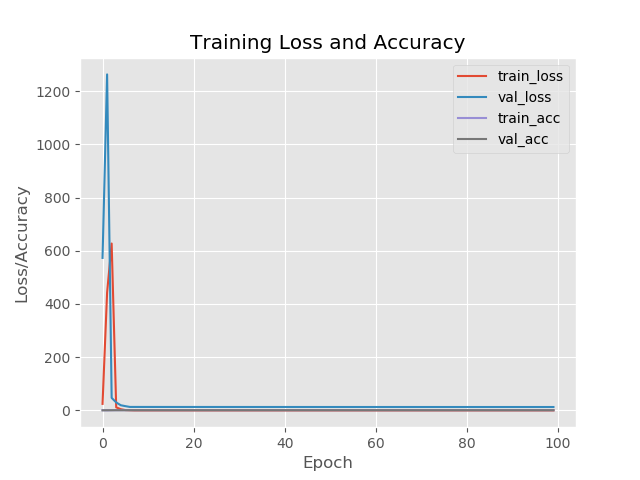 Training Loss and Accuracy
train_loss
val_loss
train_acc
val_acc
Loss/Accuracy
1200
1000
800
600
400
200
0
0 20 40 60 80 100
Epoch